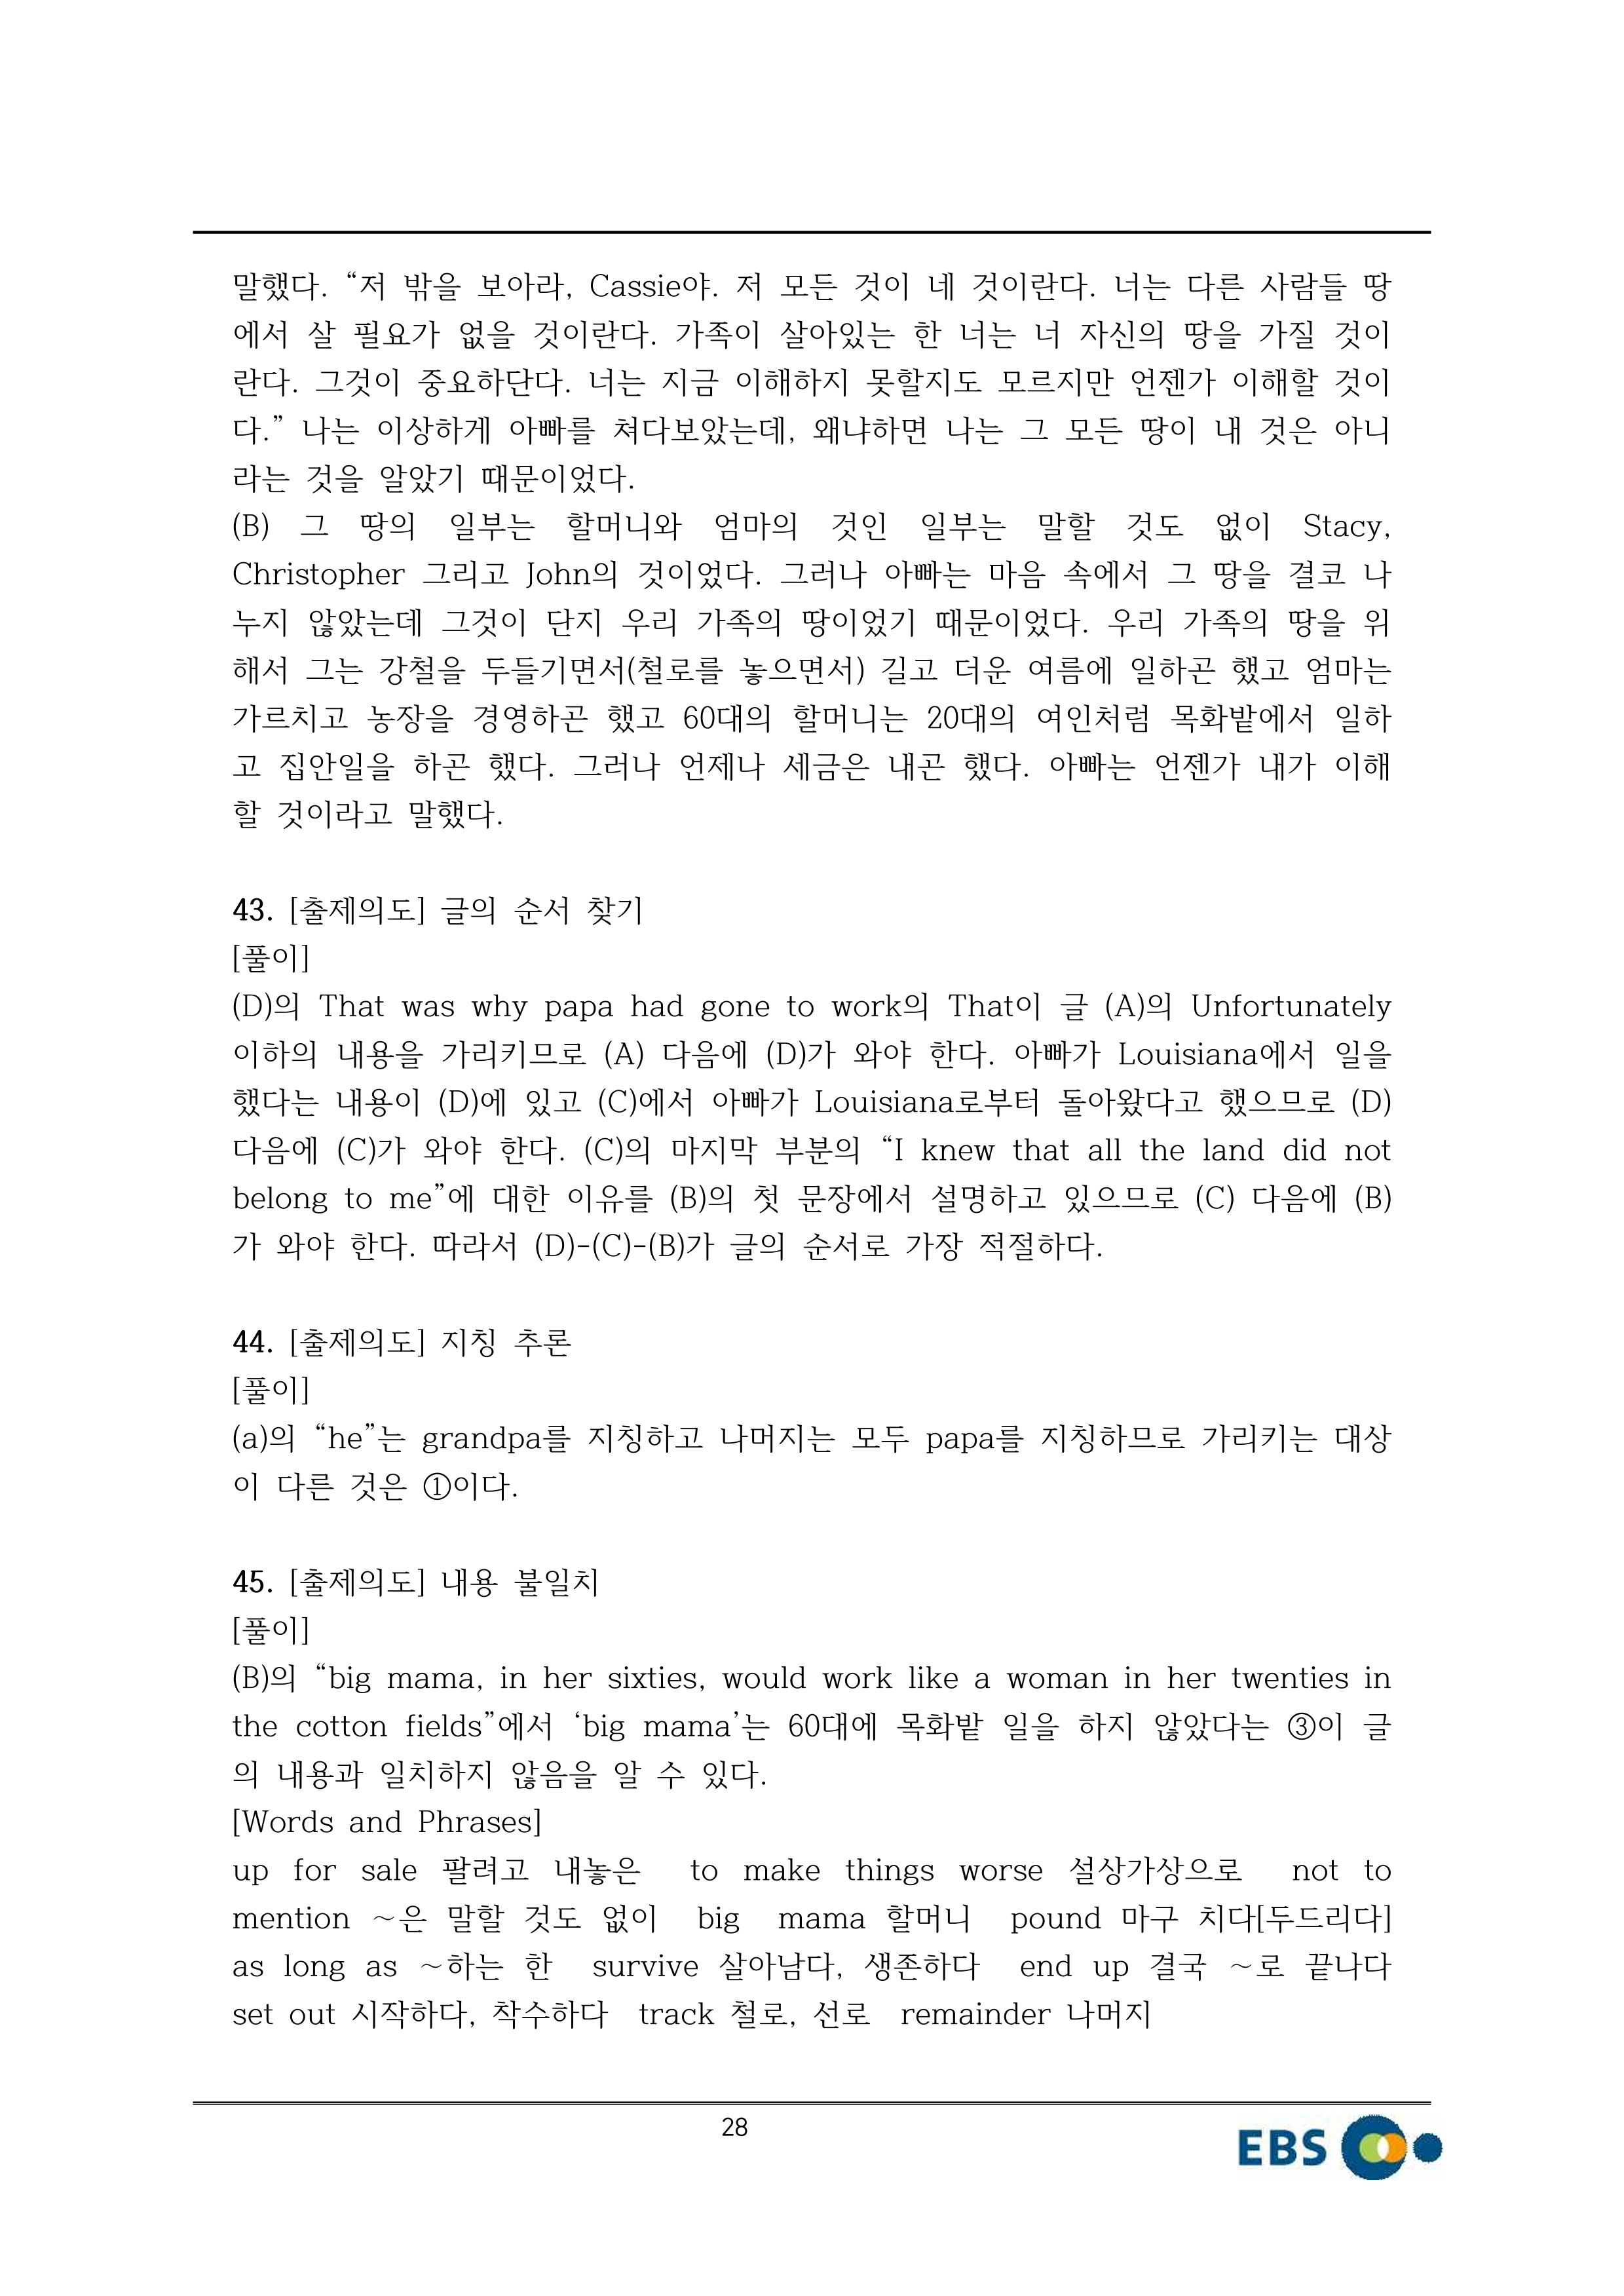 말했다. “저 밖을 보아라, Cassie야. 저 모든 것이 네 것이란다. 너는 다른 사람들 땅
에서 살 필요가 없을 것이란다. 가족이 살아있는 한 너는 너 자신의 땅을 가질 것이
란다. 그것이 중요하단다. 너는 지금 이해하지 못할지도 모르지만 언젠가 이해할 것이
다.” 나는 이상하게 아빠를 쳐다보았는데, 왜냐하면 나는 그 모든 땅이 내 것은 아니
라는 것을 알았기 때문이었다.
(B) 그 땅의 일부는 할머니와 엄마의 것인 일부는 말할 것도 없이 Stacy,
Christopher 그리고 John의 것이었다. 그러나 아빠는 마음 속에서 그 땅을 결코 나
누지 않았는데 그것이 단지 우리 가족의 땅이었기 때문이었다. 우리 가족의 땅을 위
해서 그는 강철을 두들기면서(철로를 놓으면서) 길고 더운 여름에 일하곤 했고 엄마는
가르치고 농장을 경영하곤 했고 60대의 할머니는 20대의 여인처럼 목화밭에서 일하
고 집안일을 하곤 했다. 그러나 언제나 세금은 내곤 했다. 아빠는 언젠가 내가 이해
할 것이라고 말했다.
43. [출제의도] 글의 순서 찾기
[풀이]
(D)의 That was why papa had gone to work의 That이 글 (A)의 Unfortunately
이하의 내용을 가리키므로 (A) 다음에 (D)가 와야 한다. 아빠가 Louisiana에서 일을
했다는 내용이 (D)에 있고 (C)에서 아빠가 Louisiana로부터 돌아왔다고 했으므로 (D)
다음에 (C)가 와야 한다. (C)의 마지막 부분의 “I knew that all the land did not
belong to me”에 대한 이유를 (B)의 첫 문장에서 설명하고 있으므로 (C) 다음에 (B)
가 와야 한다. 따라서 (D)-(C)-(B)가 글의 순서로 가장 적절하다.
44. [출제의도] 지칭 추론
[풀이]
(a)의 “he”는 grandpa를 지칭하고 나머지는 모두 papa를 지칭하므로 가리키는 대상
이 다른 것은 ①이다.
45. [출제의도] 내용 불일치
[풀이]
(B)의 “big mama, in her sixties, would work like a woman in her twenties in
the cotton fields”에서 ‘big mama’는 60대에 목화밭 일을 하지 않았다는 ③이 글
의 내용과 일치하지 않음을 알 수 있다.
[Words and Phrases]
up for sale 팔려고 내놓은 to make things worse 설상가상으로 not to
mention ~은 말할 것도 없이 big mama 할머니 pound 마구 치다[두드리다]
as long as ~하는 한 survive 살아남다, 생존하다 end up 결국 ~로 끝나다
set out 시작하다, 착수하다 track 철로, 선로 remainder 나머지
28
EBS